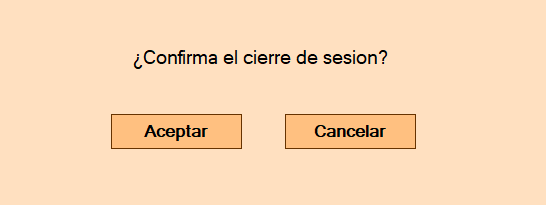 ¿Confirma el cierre de sesion?
Aceptar
Cancelar